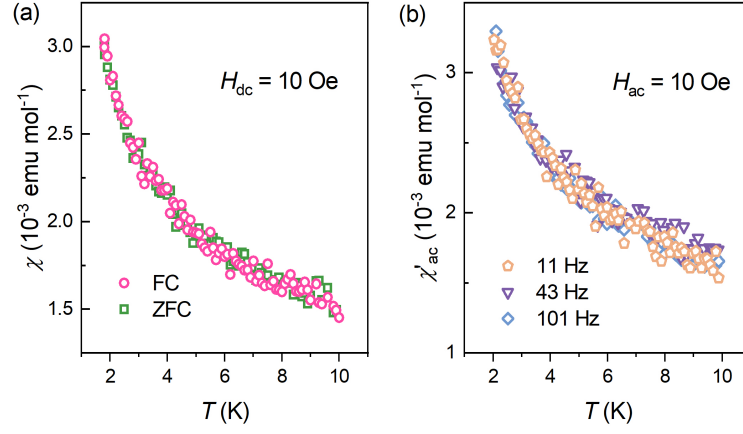 (a)
H_dc = 10 Oe
3.0
2.5
2.0
1.5
χ (10⁻³ emu mol⁻¹)
FC
ZFC
2 4 6 8 10
T (K)
(b)
H_ac = 10 Oe
3
2
1
χ'_ac (10⁻³ emu mol⁻¹)
11 Hz
43 Hz
101 Hz
2 4 6 8 10
T (K)